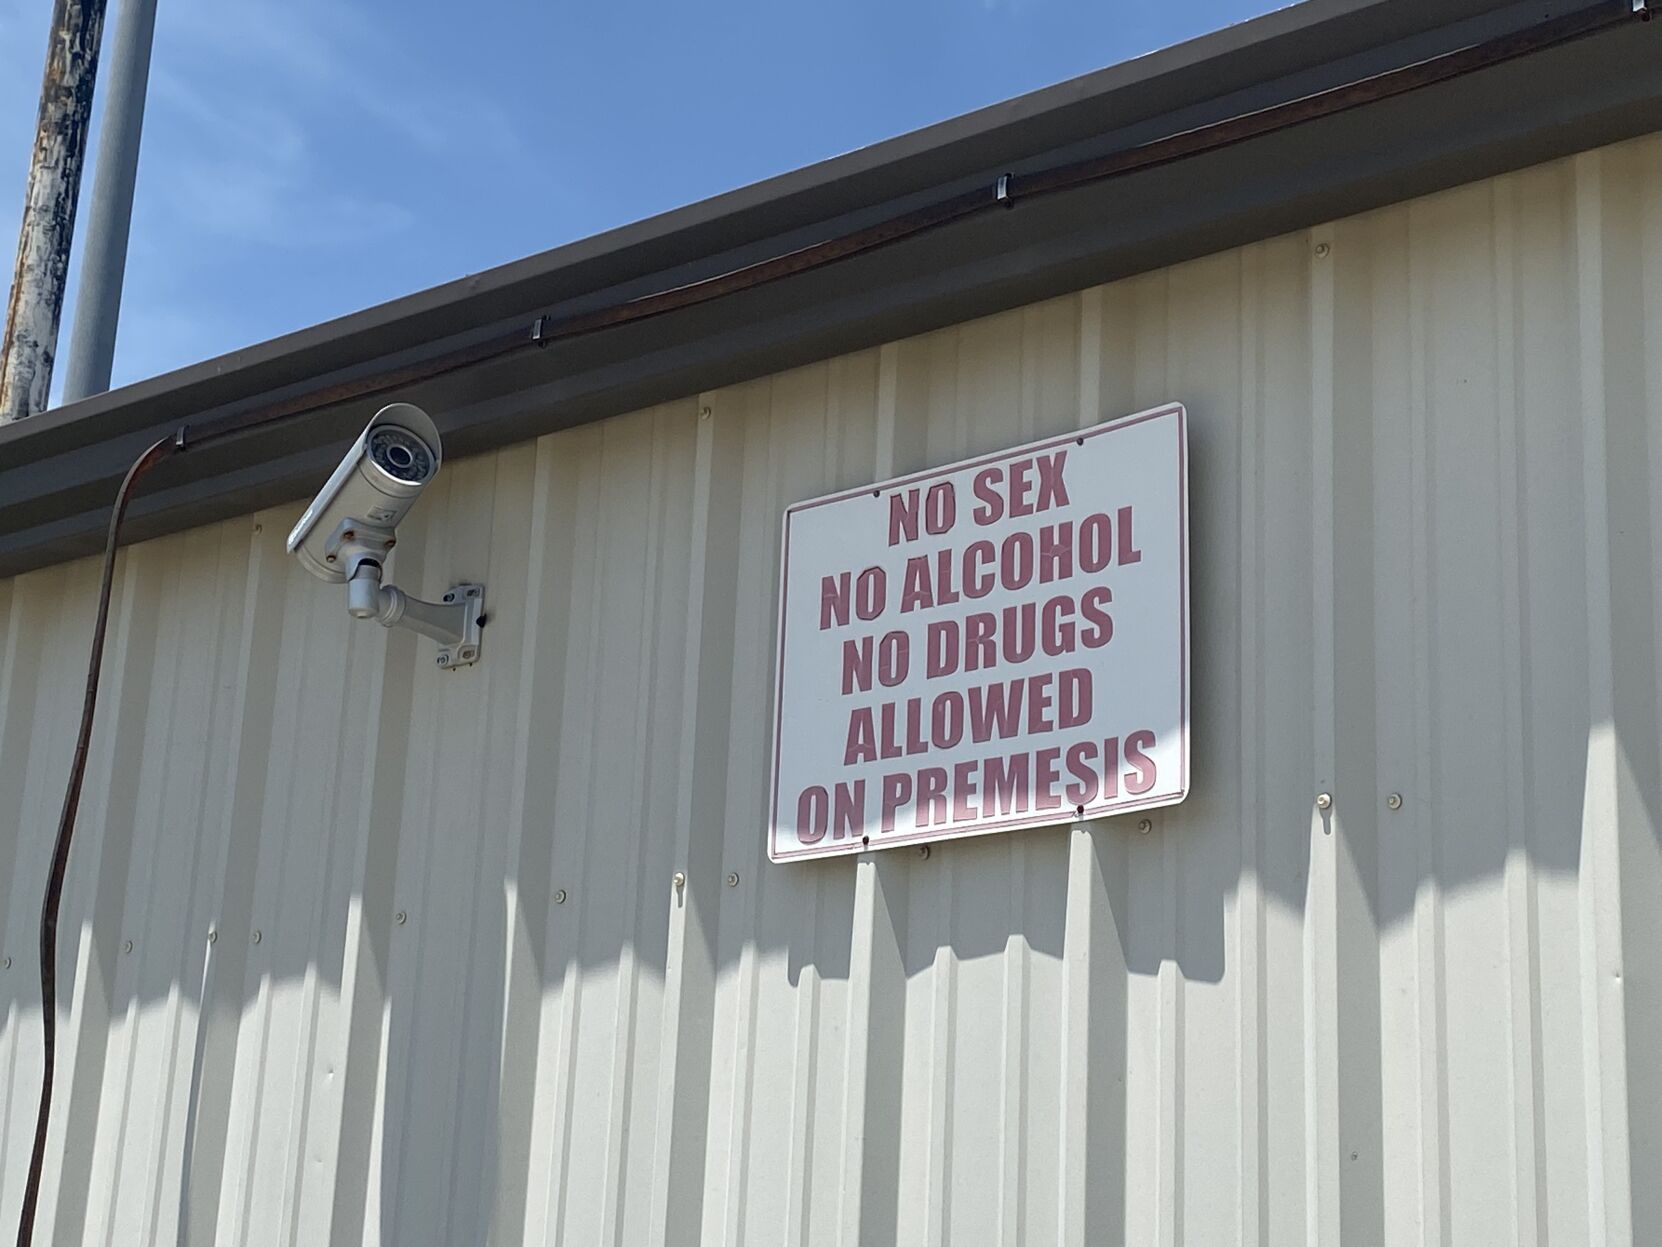 NO SEX
NO ALCOHOL
NO DRUGS
ALLOWED
ON PREMESIS